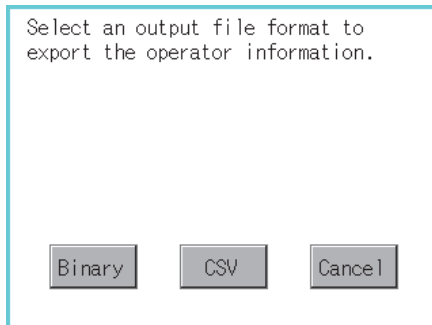 Select an output file format to
export the operator information.
Binary CSV Cancel